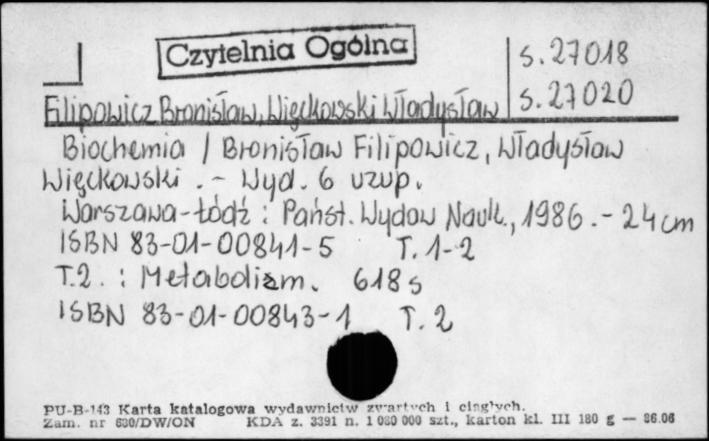 Czytelnia Ogólna
s. 27018
s. 27020
Filipowicz Bronisław, Więckowski Władysław
Biochemia / Bronisław Filipowicz, Władysław
Więckowski . – Wyd. 6 uzup.
Warszawa-Łódź : Państ. Wydaw Nauk., 1986 . – 24 cm
ISBN 83-01-00841-5 T. 1-2
T.2. : Metabolizm. 618 s
ISBN 83-01-00843-1 T. 2
PU-B-143 Karta katalogowa wydawnictw zwartych i ciągłych.
Zam. nr 680/DW/ON KDA z. 3391 n. 1 080 000 szt., karton kl. III 180 g — 86.06